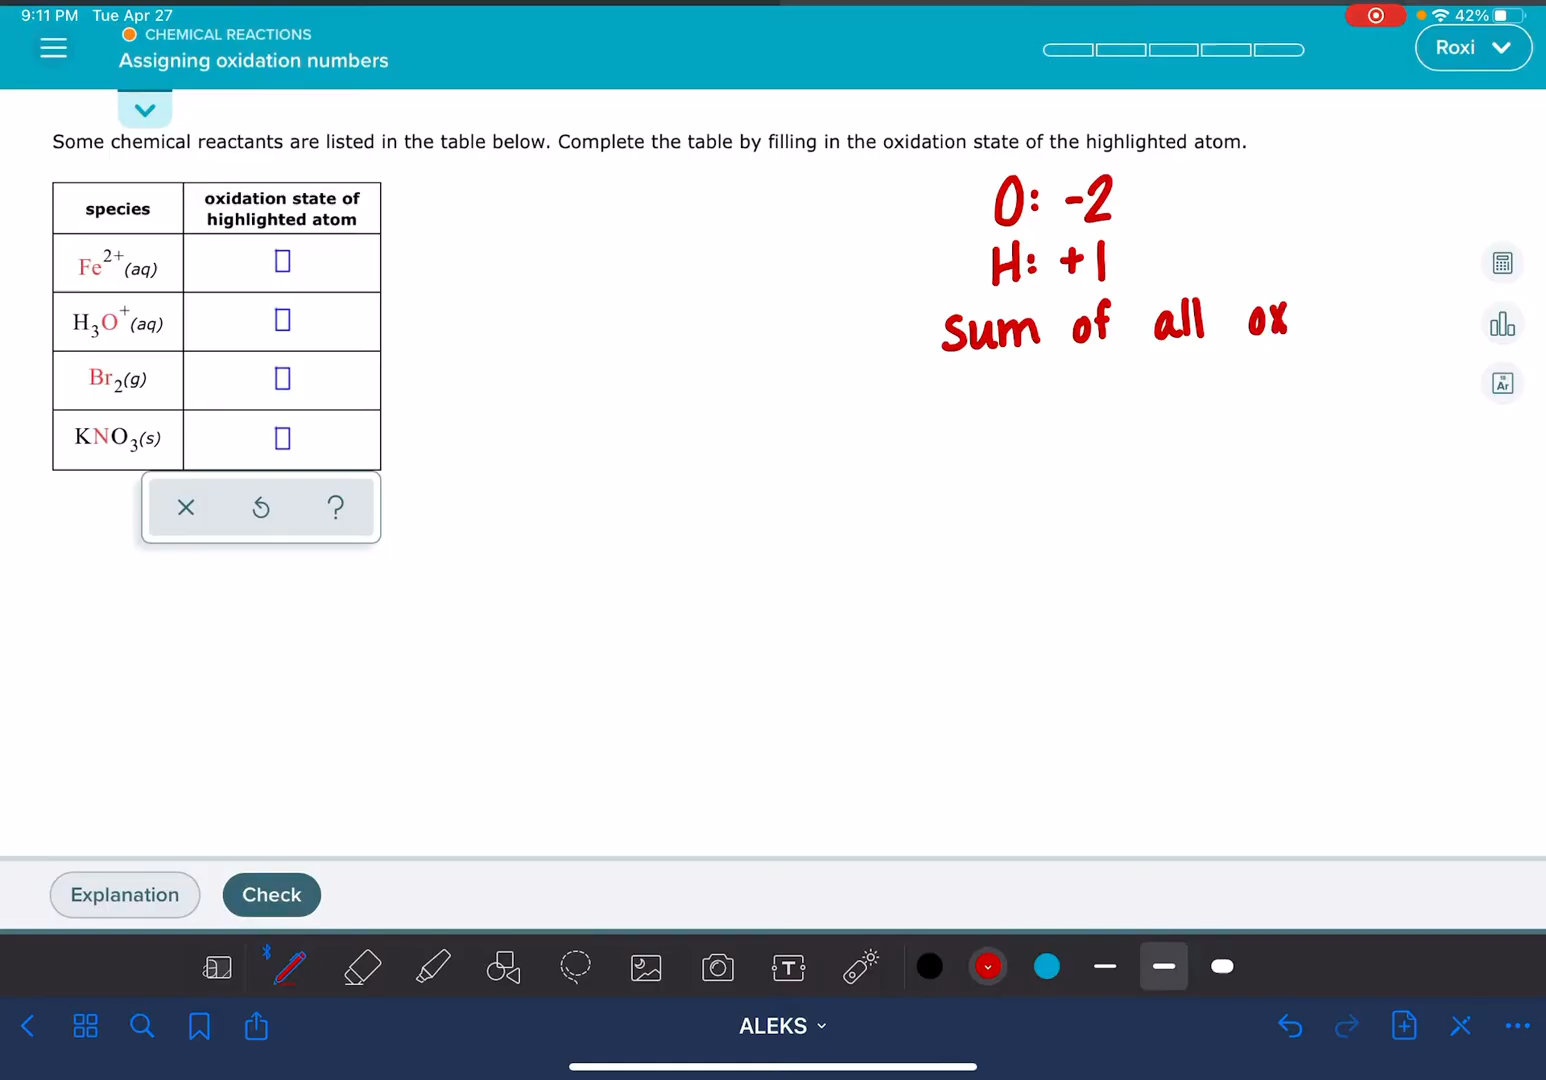 9:11 PM Tue Apr 27
42%
CHEMICAL REACTIONS
Assigning oxidation numbers
Roxi
Some chemical reactants are listed in the table below. Complete the table by filling in the oxidation state of the highlighted atom.
species
oxidation state of
highlighted atom
Fe²⁺(aq)
H₃O⁺(aq)
Br₂(g)
KNO₃(s)
O: -2
H: +1
sum of all ox
18
Ar
?
Explanation
Check
T
ALEKS